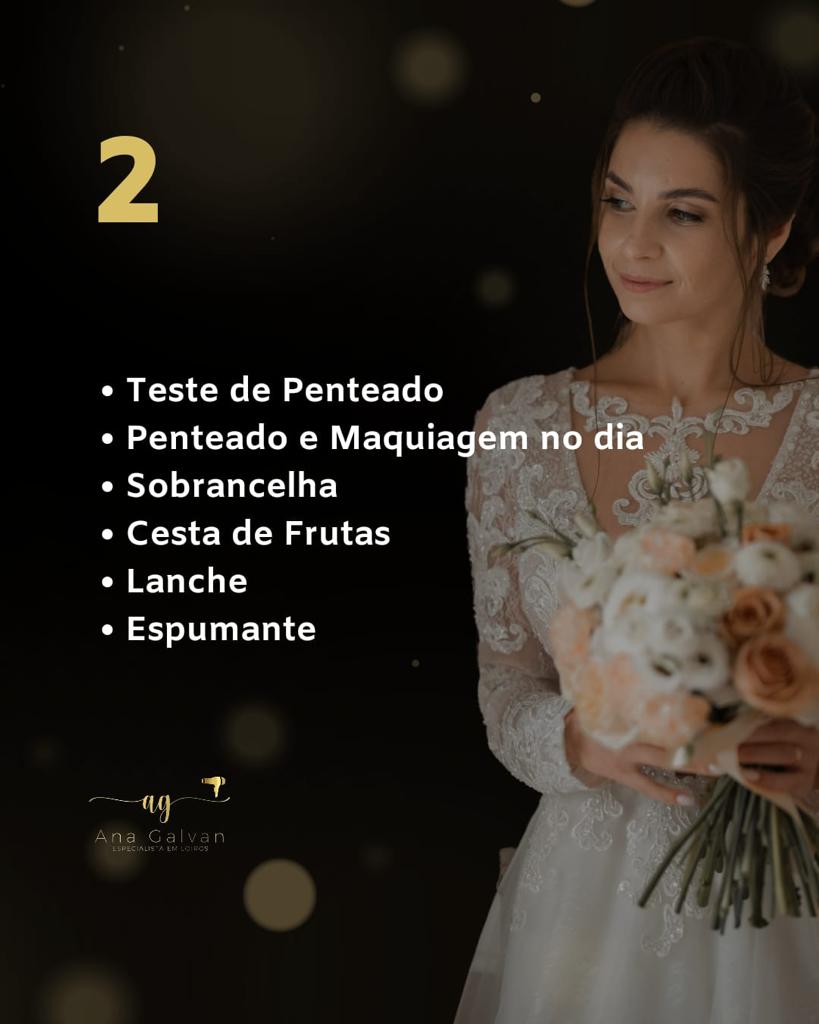 2
• Teste de Penteado
• Penteado e Maquiagem no dia
• Sobrancelha
• Cesta de Frutas
• Lanche
• Espumante
ag
Ana Galvan
ESPECIALISTA EM LOIROS